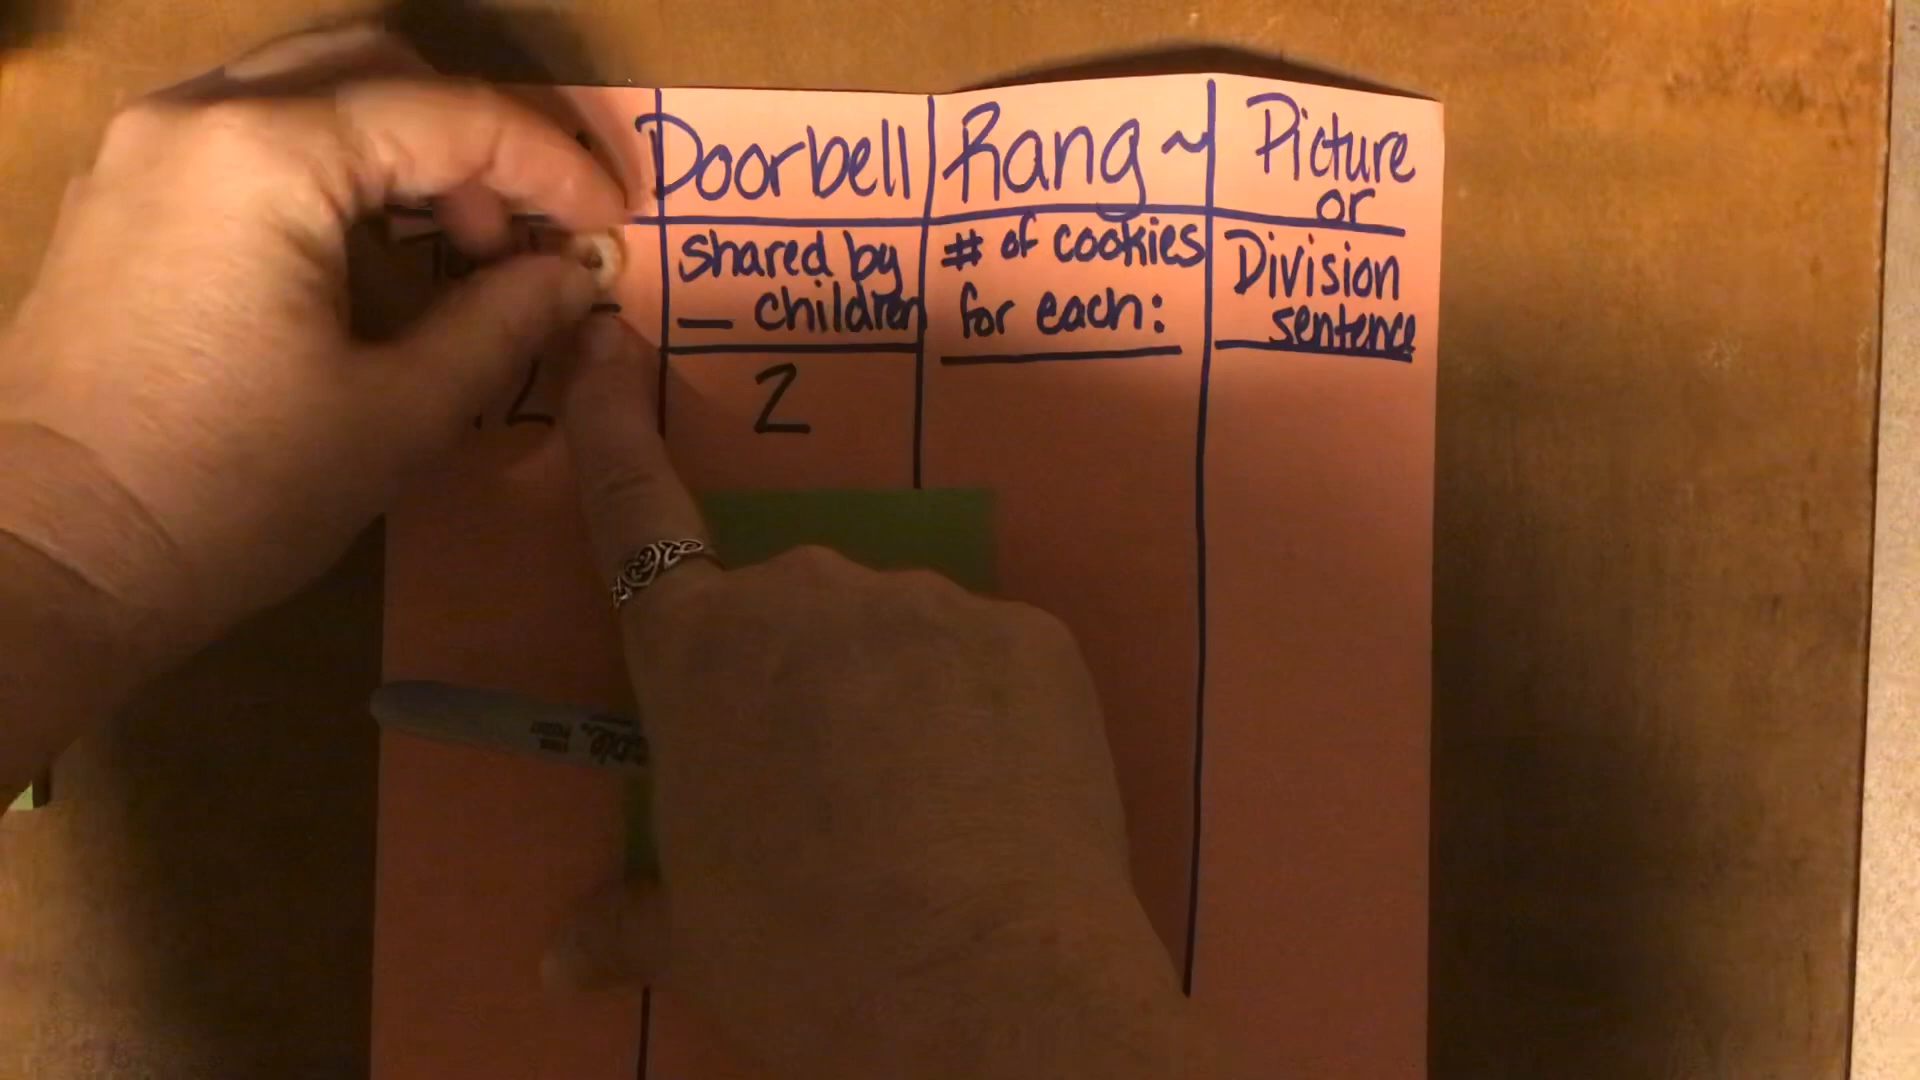 Doorbell
Rang ~
Picture
or
shared by
_ children
# of cookies
for each:
Division
sentence
2